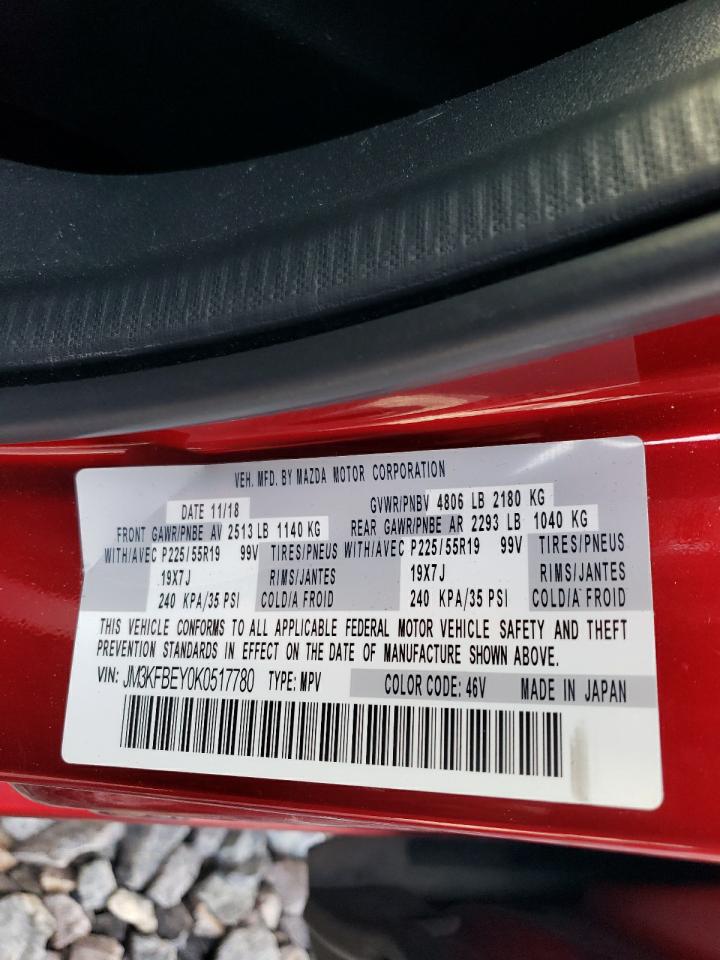 VEH. MFD. BY MAZDA MOTOR CORPORATION
DATE 11/18 GVWR/PNBV 4806 LB 2180 KG
FRONT GAWR/PNBE AV 2513 LB 1140 KG REAR GAWR/PNBE AR 2293 LB 1040 KG
WITH/AVEC P225/55R19 99V TIRES/PNEUS WITH/AVEC P225/55R19 99V TIRES/PNEUS
19X7J RIMS/JANTES 19X7J RIMS/JANTES
240 KPA/35 PSI COLD/A FROID 240 KPA/35 PSI COLD/A FROID
THIS VEHICLE CONFORMS TO ALL APPLICABLE FEDERAL MOTOR VEHICLE SAFETY AND THEFT
PREVENTION STANDARDS IN EFFECT ON THE DATE OF MANUFACTURE SHOWN ABOVE.
VIN: JM3KFBEY0K0517780 TYPE: MPV COLOR CODE: 46V MADE IN JAPAN